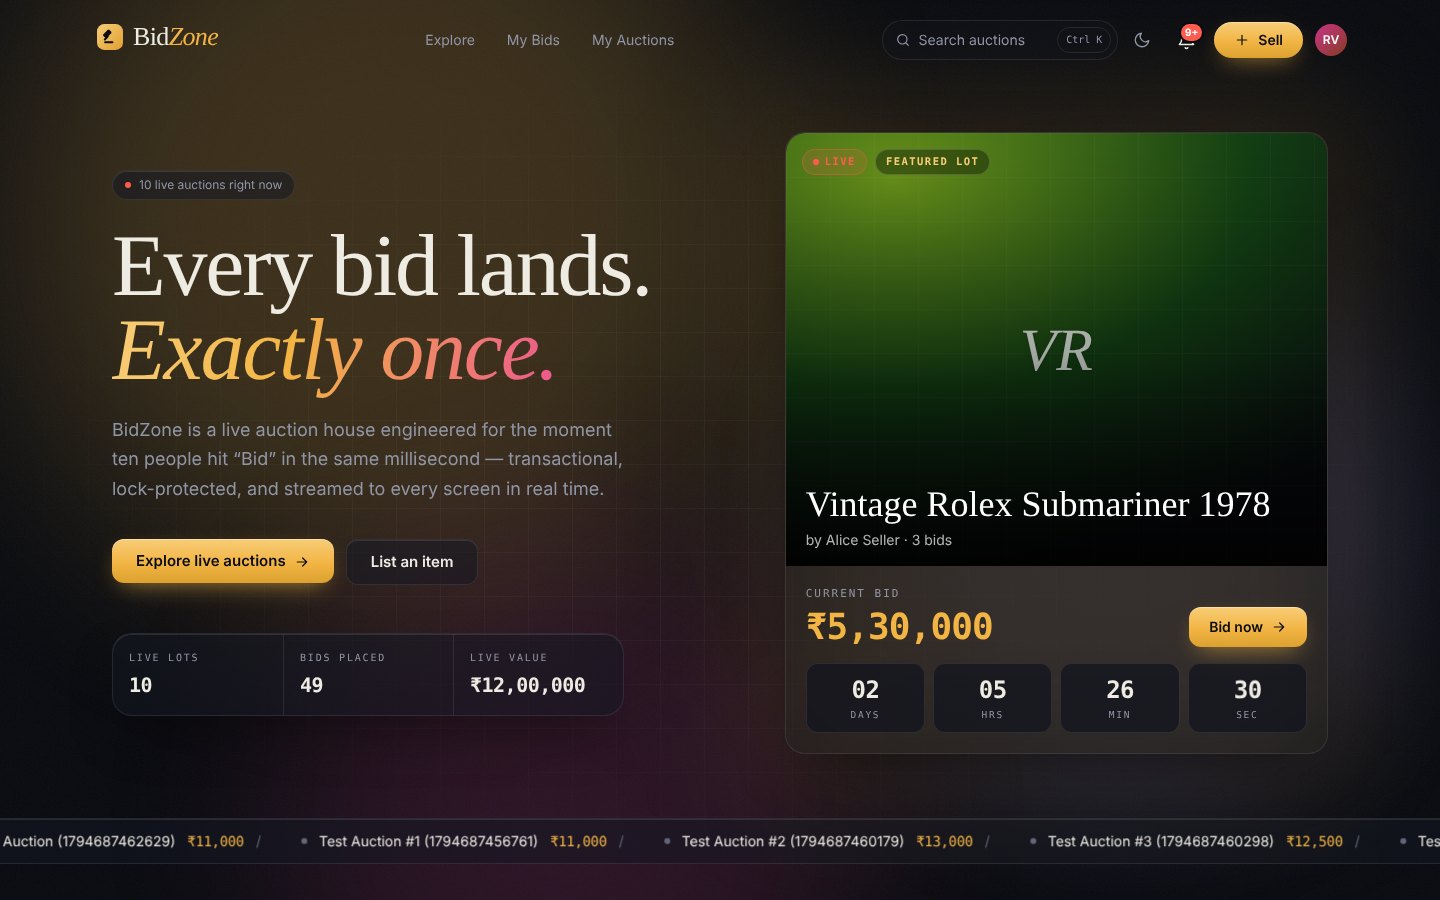 BidZone
Explore
My Bids
My Auctions
Search auctions
Ctrl K
9+
Sell
RV
10 live auctions right now
Every bid lands.
Exactly once.
BidZone is a live auction house engineered for the moment
ten people hit “Bid” in the same millisecond — transactional,
lock-protected, and streamed to every screen in real time.
Explore live auctions →
List an item
LIVE LOTS
10
BIDS PLACED
49
LIVE VALUE
₹12,00,000
LIVE
FEATURED LOT
VR
Vintage Rolex Submariner 1978
by Alice Seller · 3 bids
CURRENT BID
₹5,30,000
Bid now →
02
DAYS
05
HRS
26
MIN
30
SEC
Auction (1794687462629) ₹11,000 / • Test Auction #1 (1794687456761) ₹11,000 / • Test Auction #2 (1794687460179) ₹13,000 / • Test Auction #3 (1794687460298) ₹12,500 / • Tes